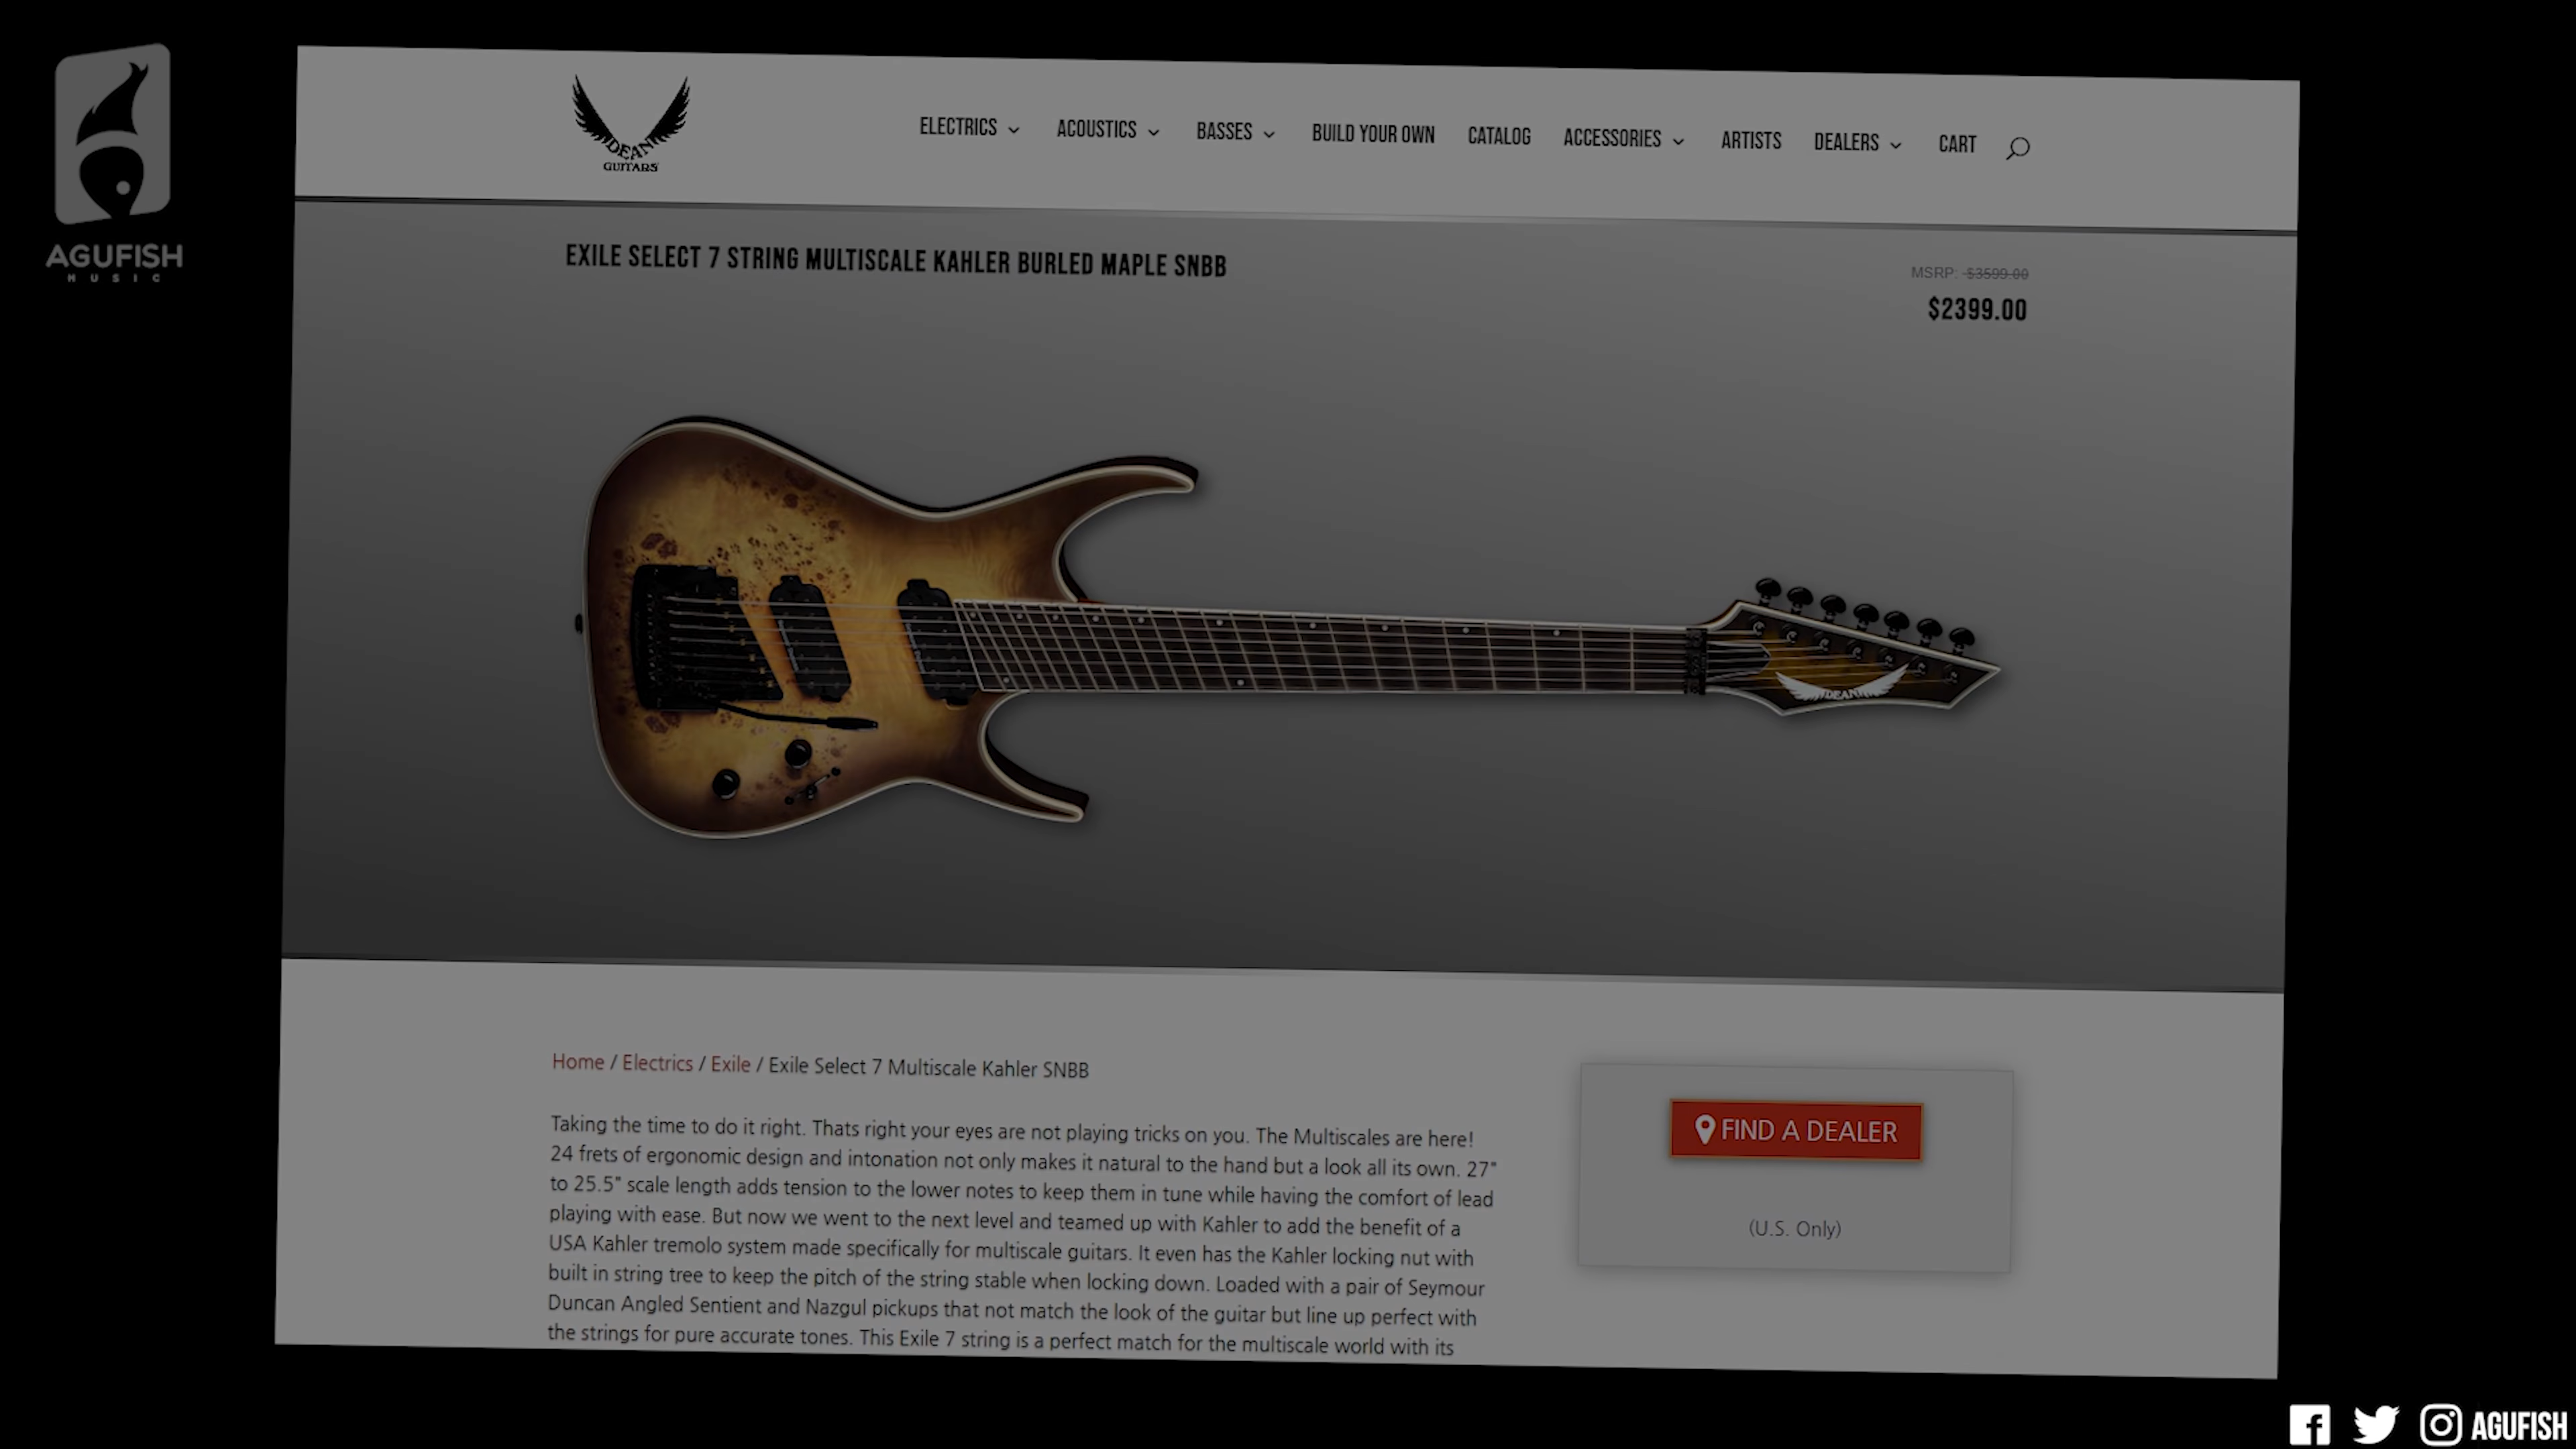 AGUFISH
MUSIC
DEAN
GUITARS
ELECTRICS ACOUSTICS BASSES BUILD YOUR OWN CATALOG ACCESSORIES ARTISTS DEALERS CART
EXILE SELECT 7 STRING MULTISCALE KAHLER BURLED MAPLE SNBB
MSRP: $3599.00
$2399.00
DEAN
Home / Electrics / Exile / Exile Select 7 Multiscale Kahler SNBB
Taking the time to do it right. Thats right your eyes are not playing tricks on you. The Multiscales are here!
24 frets of ergonomic design and intonation not only makes it natural to the hand but a look all its own. 27"
to 25.5" scale length adds tension to the lower notes to keep them in tune while having the comfort of lead
playing with ease. But now we went to the next level and teamed up with Kahler to add the benefit of a
USA Kahler tremolo system made specifically for multiscale guitars. It even has the Kahler locking nut with
built in string tree to keep the pitch of the string stable when locking down. Loaded with a pair of Seymour
Duncan Angled Sentient and Nazgul pickups that not match the look of the guitar but line up perfect with
the strings for pure accurate tones. This Exile 7 string is a perfect match for the multiscale world with its
FIND A DEALER
(U.S. Only)
AGUFISH